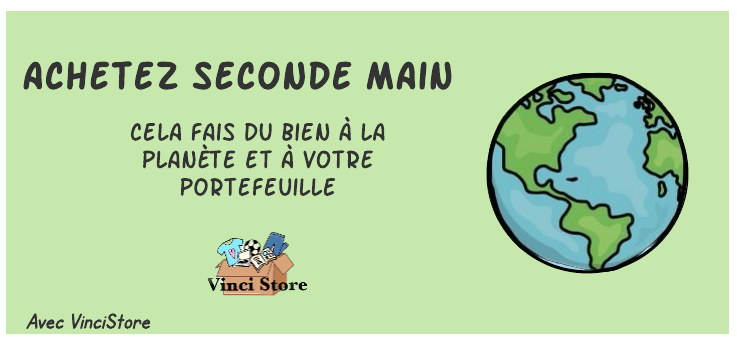 ACHETEZ SECONDE MAIN
CELA FAIS DU BIEN À LA
PLANÈTE ET À VOTRE
PORTEFEUILLE
Vinci Store
Avec VinciStore